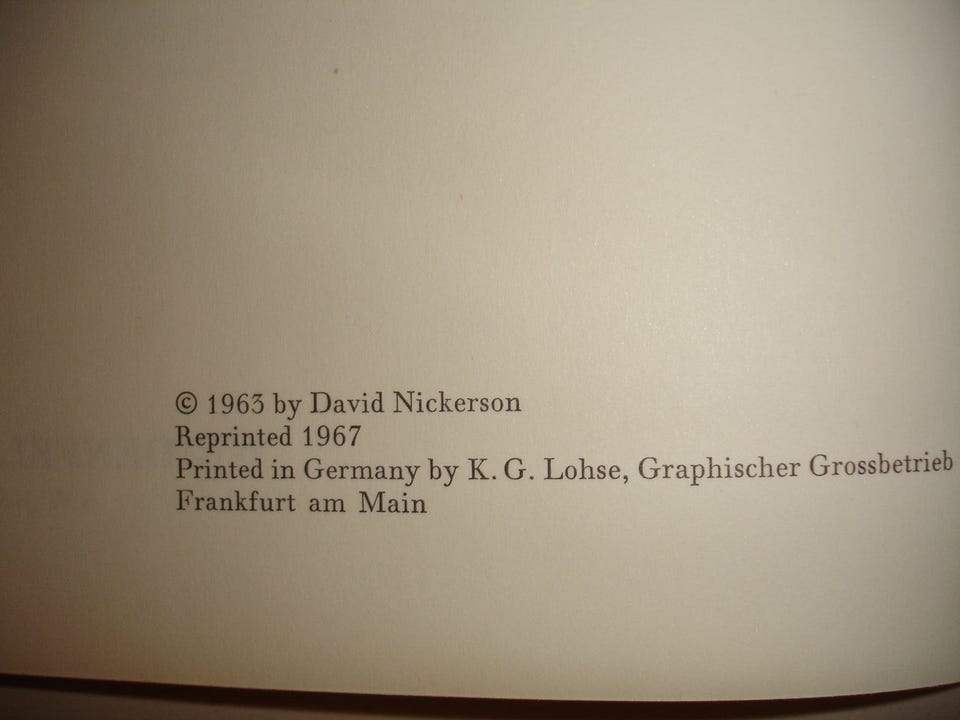 © 1963 by David Nickerson
Reprinted 1967
Printed in Germany by K. G. Lohse, Graphischer Grossbetrieb
Frankfurt am Main